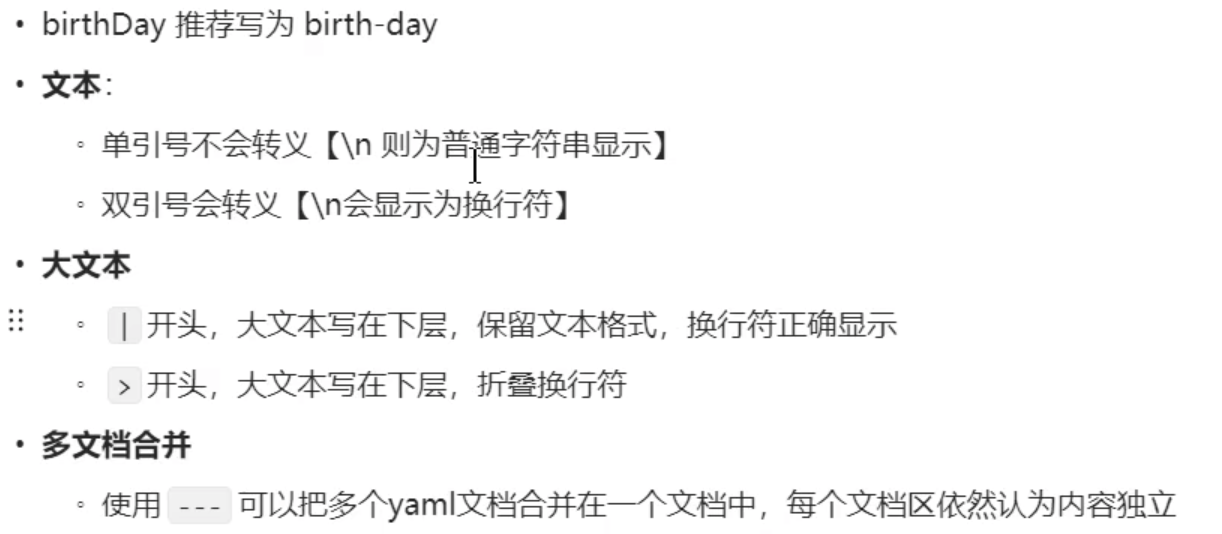 • birthDay 推荐写为 birth-day
• 文本：
◦ 单引号不会转义【\n 则为普通字符串显示】
◦ 双引号会转义【\n会显示为换行符】
• 大文本
◦ | 开头，大文本写在下层，保留文本格式，换行符正确显示
◦ > 开头，大文本写在下层，折叠换行符
• 多文档合并
◦ 使用 --- 可以把多个yaml文档合并在一个文档中，每个文档区依然认为内容独立